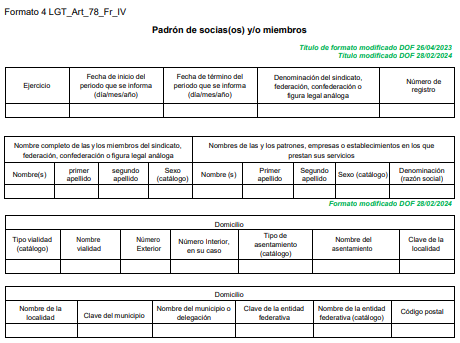 Formato 4 LGT_Art_78_Fr_IV
Padrón de socias(os) y/o miembros
Título de formato modificado DOF 26/04/2023
Título modificado DOF 28/02/2024
Ejercicio
Fecha de inicio del
periodo que se informa
(día/mes/año)
Fecha de término del
periodo que se informa
(día/mes/año)
Denominación del sindicato,
federación, confederación o
figura legal análoga
Número de
registro
Nombre completo de las y los miembros del sindicato,
federación, confederación o figura legal análoga
Nombres de las y los patrones, empresas o establecimientos en los que
prestan sus servicios
Nombre(s)
primer
apellido
segundo
apellido
Sexo
(catálogo)
Nombre (s)
Primer
apellido
Segundo
apellido
Sexo (catálogo)
Denominación
(razón social)
Formato modificado DOF 28/02/2024
Domicilio
Tipo vialidad
(catálogo)
Nombre
vialidad
Número
Exterior
Número Interior,
en su caso
Tipo de
asentamiento
(catálogo)
Nombre del
asentamiento
Clave de la
localidad
Domicilio
Nombre de la
localidad
Clave del municipio
Nombre del municipio o
delegación
Clave de la entidad
federativa
Nombre de la entidad
federativa (catálogo)
Código postal